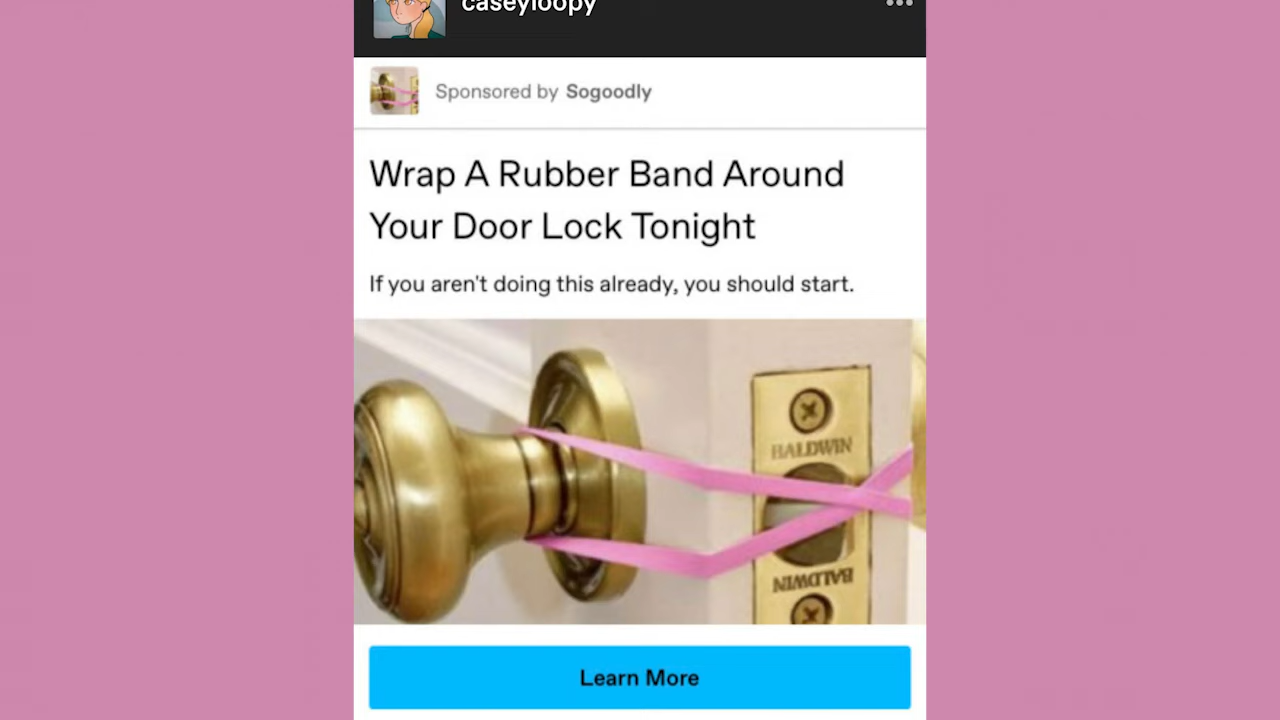 caseyloopy
Sponsored by Sogoodly
Wrap A Rubber Band Around
Your Door Lock Tonight
If you aren't doing this already, you should start.
BALDWIN
BALDWIN
Learn More